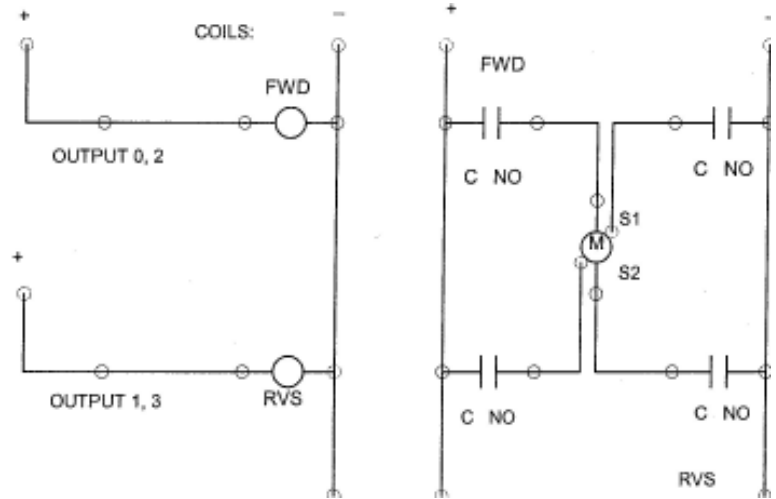 + − + −
COILS:
FWD
FWD
OUTPUT 0, 2
C NO
C NO
S1
M
S2
+
OUTPUT 1, 3
RVS
C NO
C NO
RVS